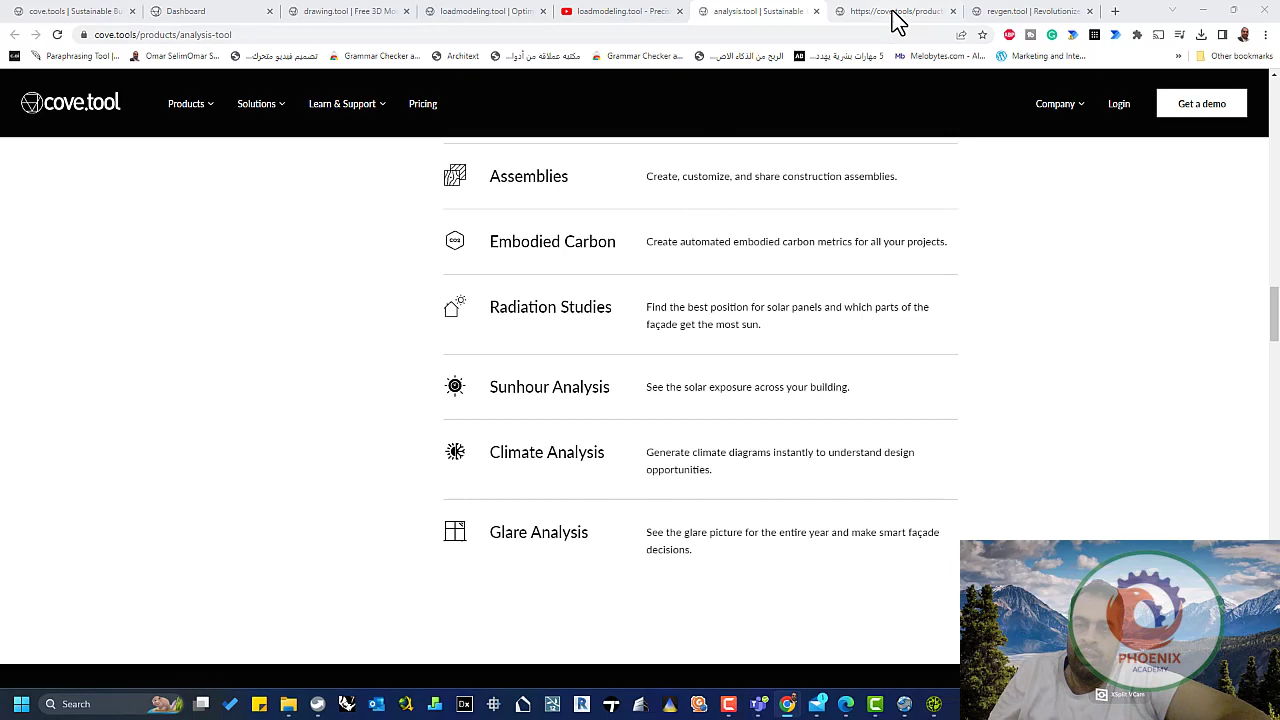 cove.tools | Sustainable Bu
Dashboard
drawing.tool | Free 3D Mo
loadmodeling.tool | Optim
loadmodeling.tool - Precis
analysis.tool | Sustainable
https://cove.tools/product
revgen.tool | Revolutionize
cove.tools/products/analysis-tool
Paraphrasing Tool |
Omar SelimOmar S...
تصميم فيديو متحرك...
Grammar Checker a...
Architext
مكتبة عملاقه من أدوا...
Grammar Checker a...
الربح من الذكاء الاص...
5 مهارات بشرية يهدد...
Melobytes.com - AI...
Marketing and Inte...
Other bookmarks
cove.tool
Products
Solutions
Learn & Support
Pricing
Company
Login
Get a demo
Assemblies
Create, customize, and share construction assemblies.
CO2
Embodied Carbon
Create automated embodied carbon metrics for all your projects.
Radiation Studies
Find the best position for solar panels and which parts of the
façade get the most sun.
Sunhour Analysis
See the solar exposure across your building.
Climate Analysis
Generate climate diagrams instantly to understand design
opportunities.
Glare Analysis
See the glare picture for the entire year and make smart façade
decisions.
PHOENIX
ACADEMY
XSplit VCam
Search